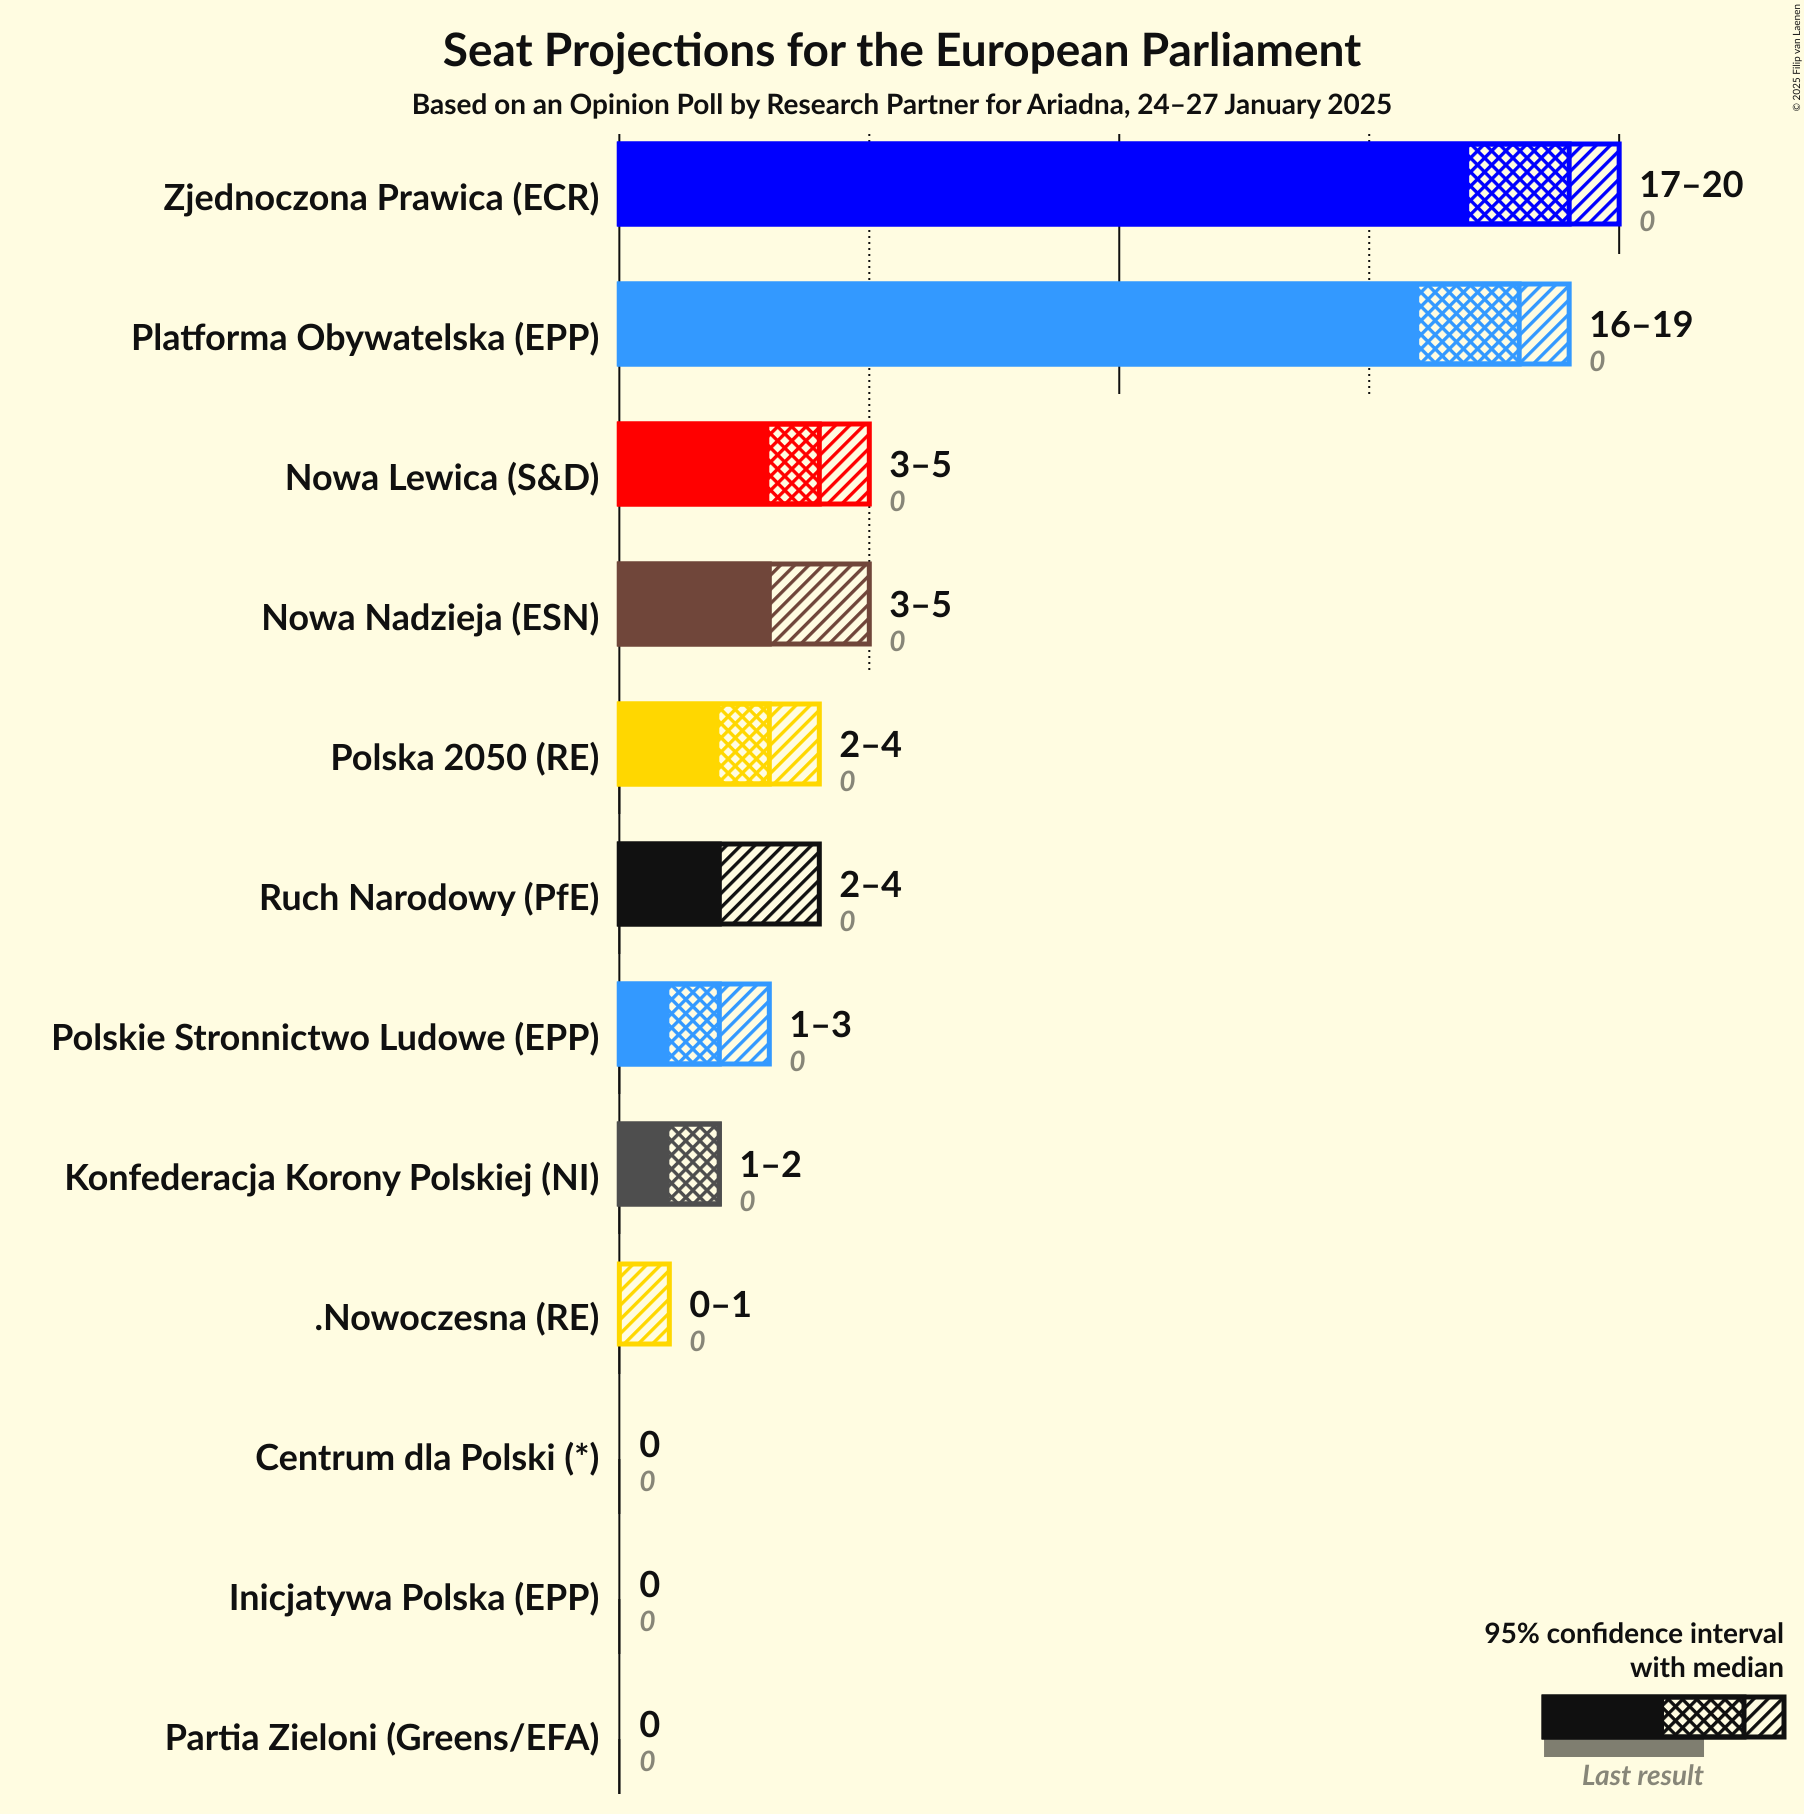 Seat Projections for the European Parliament
Based on an Opinion Poll by Research Partner for Ariadna, 24–27 January 2025
© 2025 Filip van Laenen
Zjednoczona Prawica (ECR)
17–20
0
Platforma Obywatelska (EPP)
16–19
0
Nowa Lewica (S&D)
3–5
0
Nowa Nadzieja (ESN)
3–5
0
Polska 2050 (RE)
2–4
0
Ruch Narodowy (PfE)
2–4
0
Polskie Stronnictwo Ludowe (EPP)
1–3
0
Konfederacja Korony Polskiej (NI)
1–2
0
.Nowoczesna (RE)
0–1
0
Centrum dla Polski (*)
0
0
Inicjatywa Polska (EPP)
0
0
Partia Zieloni (Greens/EFA)
0
0
95% confidence interval
with median
Last result